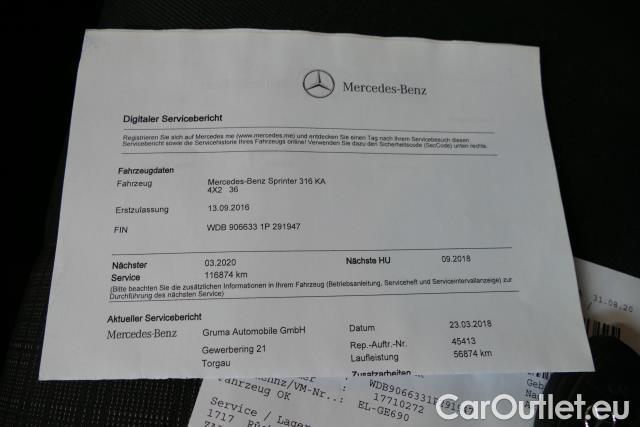 Mercedes-Benz
Digitaler Servicebericht
Registrieren Sie sich auf Mercedes me (www.mercedes.me) und entdecken Sie einen Tag nach Ihrem Servicebesuch diesen
Servicebericht sowie die Servicehistorie Ihres Fahrzeugs online! Verwenden Sie dazu den Sicherheitscode (SecCode) unten rechts.
Fahrzeugdaten
Fahrzeug Mercedes-Benz Sprinter 316 KA
4X2 36
Erstzulassung 13.09.2016
FIN WDB 906633 1P 291947
Nächster 03.2020 Nächste HU 09.2018
Service 116874 km
(Bitte beachten Sie die zusätzlichen Informationen in Ihrem Fahrzeug (Betriebsanleitung, Serviceheft und Serviceintervallanzeige) zur
Durchführung des nächsten Service)
Aktueller Servicebericht
Mercedes-Benz Gruma Automobile GmbH Datum 23.03.2018
Gewerbering 21 Rep.-Auftr.-Nr. 45413
Torgau Laufleistung 56874 km
Zusatzarbeiten
31.08.20
WDB9066331P291947
/VM-Nr..: 17710272
Fahrzeug OK EL-GE690
Service / Lager
1717
CarOutlet.eu